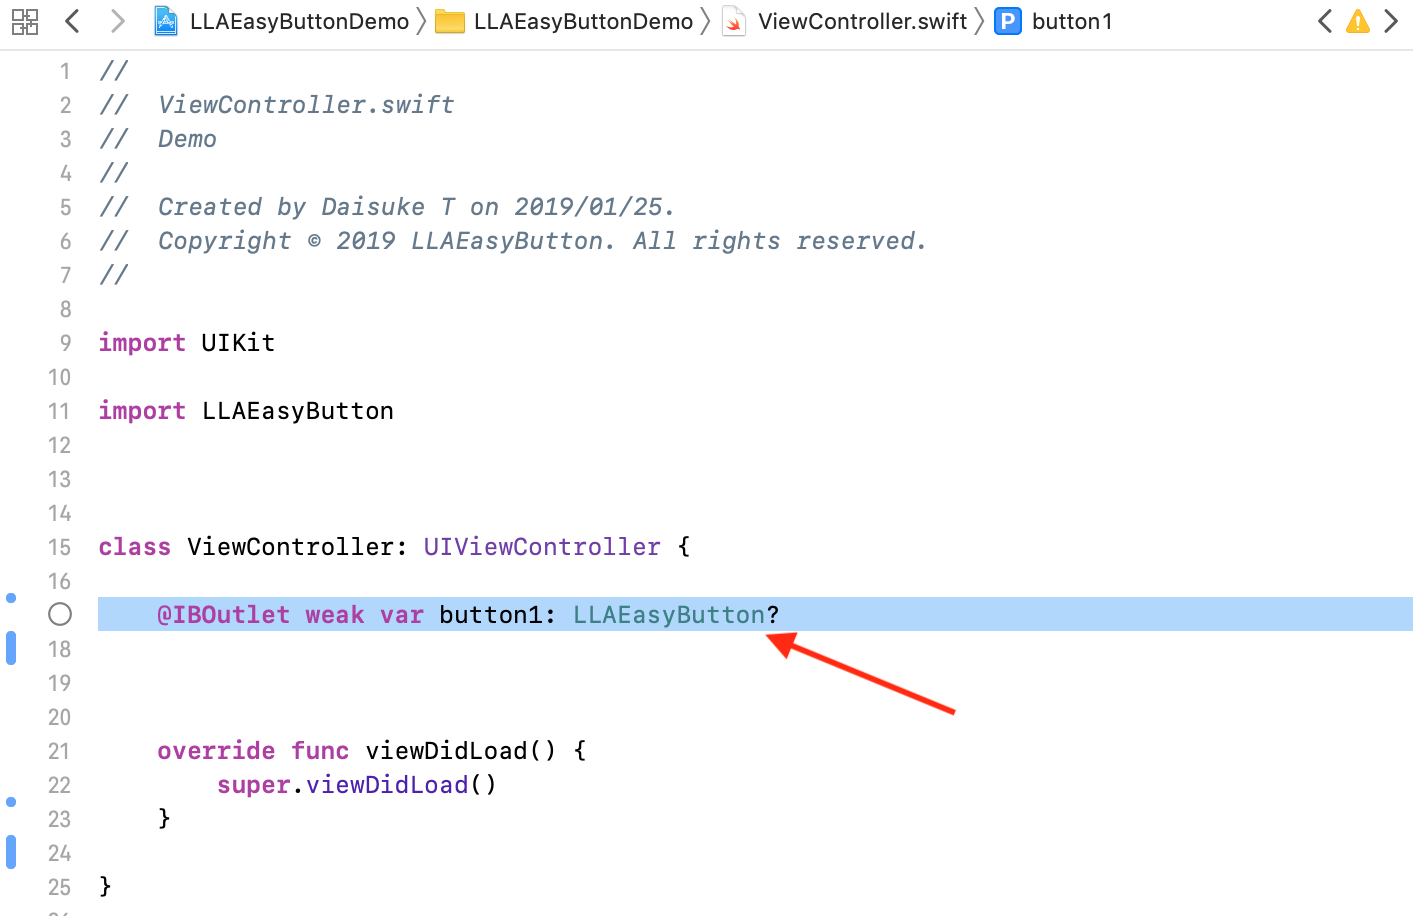 LLAEasyButtonDemo LLAEasyButtonDemo ViewController.swift P button1
1 //
2 //  ViewController.swift
3 //  Demo
4 //
5 //  Created by Daisuke T on 2019/01/25.
6 //  Copyright © 2019 LLAEasyButton. All rights reserved.
7 //
8
9 import UIKit
10
11 import LLAEasyButton
12
13
14
15 class ViewController: UIViewController {
16
@IBOutlet weak var button1: LLAEasyButton?
18
19
20
21 override func viewDidLoad() {
22 super.viewDidLoad()
23 }
24
25 }